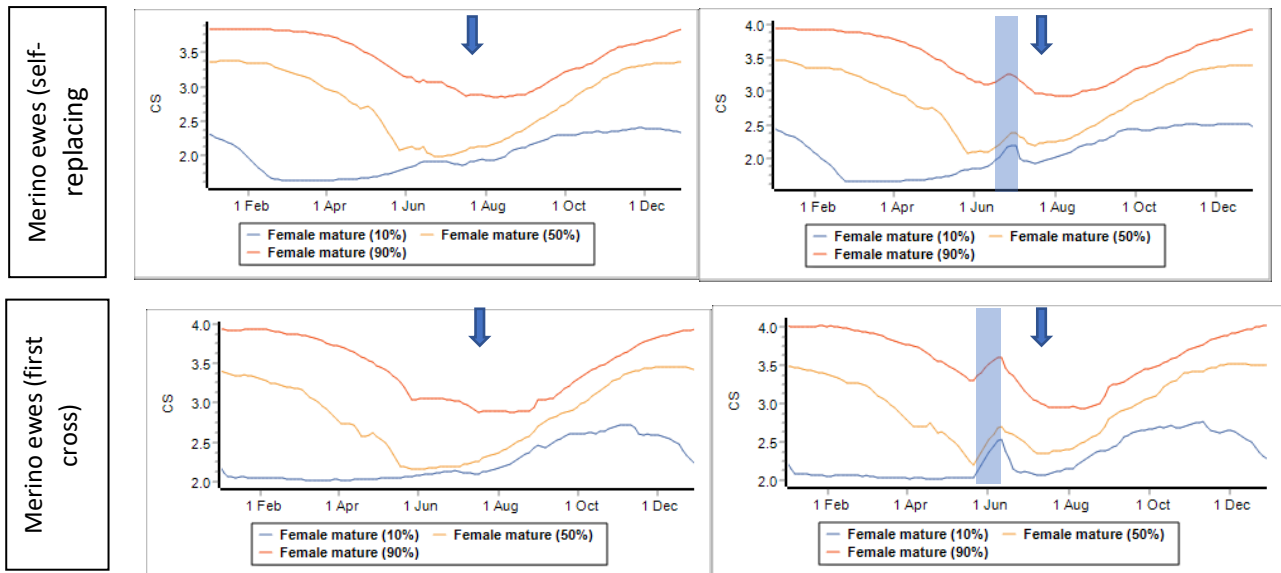 Merino ewes (self-
replacing
3.5
3.0
2.5
2.0
CS
1 Feb 1 Apr 1 Jun 1 Aug 1 Oct 1 Dec
Female mature (10%) Female mature (50%)
Female mature (90%)
4.0
3.5
3.0
2.5
2.0
CS
1 Feb 1 Apr 1 Jun 1 Aug 1 Oct 1 Dec
Female mature (10%) Female mature (50%)
Female mature (90%)
Merino ewes (first
cross)
4.0
3.5
3.0
2.5
2.0
CS
1 Feb 1 Apr 1 Jun 1 Aug 1 Oct 1 Dec
Female mature (10%) Female mature (50%)
Female mature (90%)
4.0
3.5
3.0
2.5
2.0
CS
1 Feb 1 Apr 1 Jun 1 Aug 1 Oct 1 Dec
Female mature (10%) Female mature (50%)
Female mature (90%)